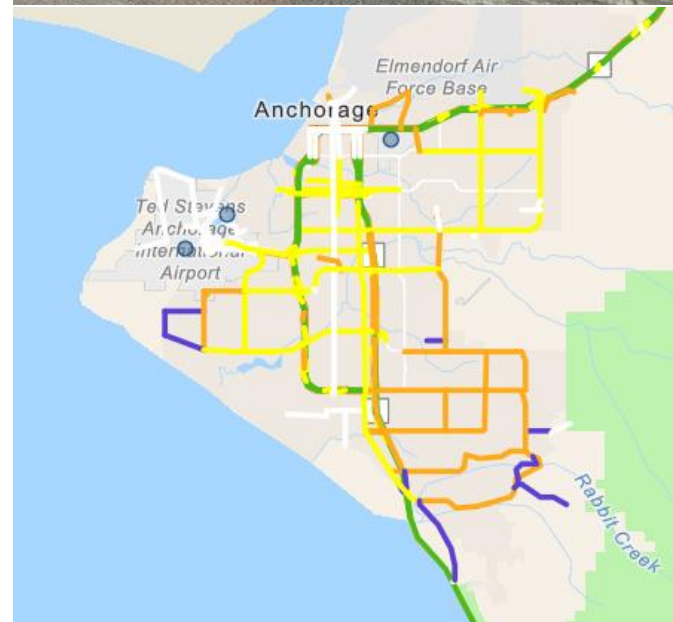 Elmendorf Air
Force Base
Anchorage
Ted Stevens
Anchorage
International
Airport
Rabbit Creek